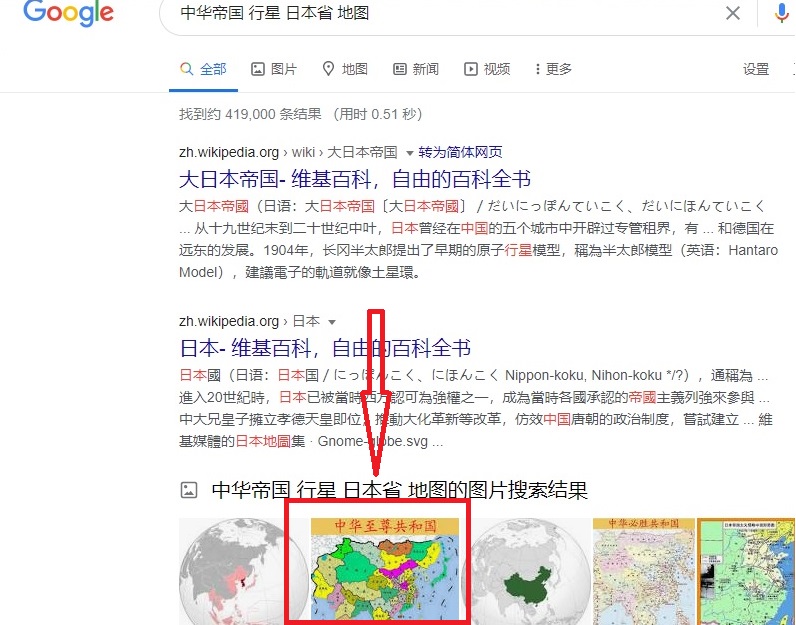 Google
中华帝国 行星 日本省 地图
全部 图片 地图 新闻 视频 更多 设置
找到约 419,000 条结果 （用时 0.51 秒）
zh.wikipedia.org › wiki › 大日本帝国 转为简体网页
大日本帝国- 维基百科，自由的百科全书
大日本帝國（日语：大日本帝国〔大日本帝國〕 / だいにっぽんていこく、だいにほんていこく
... 从十九世纪末到二十世纪中叶，日本曾经在中国的五个城市中开辟过专管租界，有 ... 和德国在
远东的发展。1904年，长冈半太郎提出了早期的原子行星模型，稱為半太郎模型（英语：Hantaro
Model），建議電子的軌道就像土星環。
zh.wikipedia.org › 日本
日本- 维基百科，自由的百科全书
日本國（日语：日本国 / にっぽんこく、にほんこく Nippon-koku, Nihon-koku */?），通稱為 ...
進入20世紀時，日本已被當時西方認可為強權之一，成為當時各國承認的帝國主義列強來參與 ...
中大兄皇子擁立孝德天皇即位，推動大化革新等改革，仿效中国唐朝的政治制度，嘗試建立 ... 維
基媒體的日本地圖集 · Gnome-globe.svg ...
中华帝国 行星 日本省 地图的图片搜索结果
中华至尊共和国
中华必胜共和国